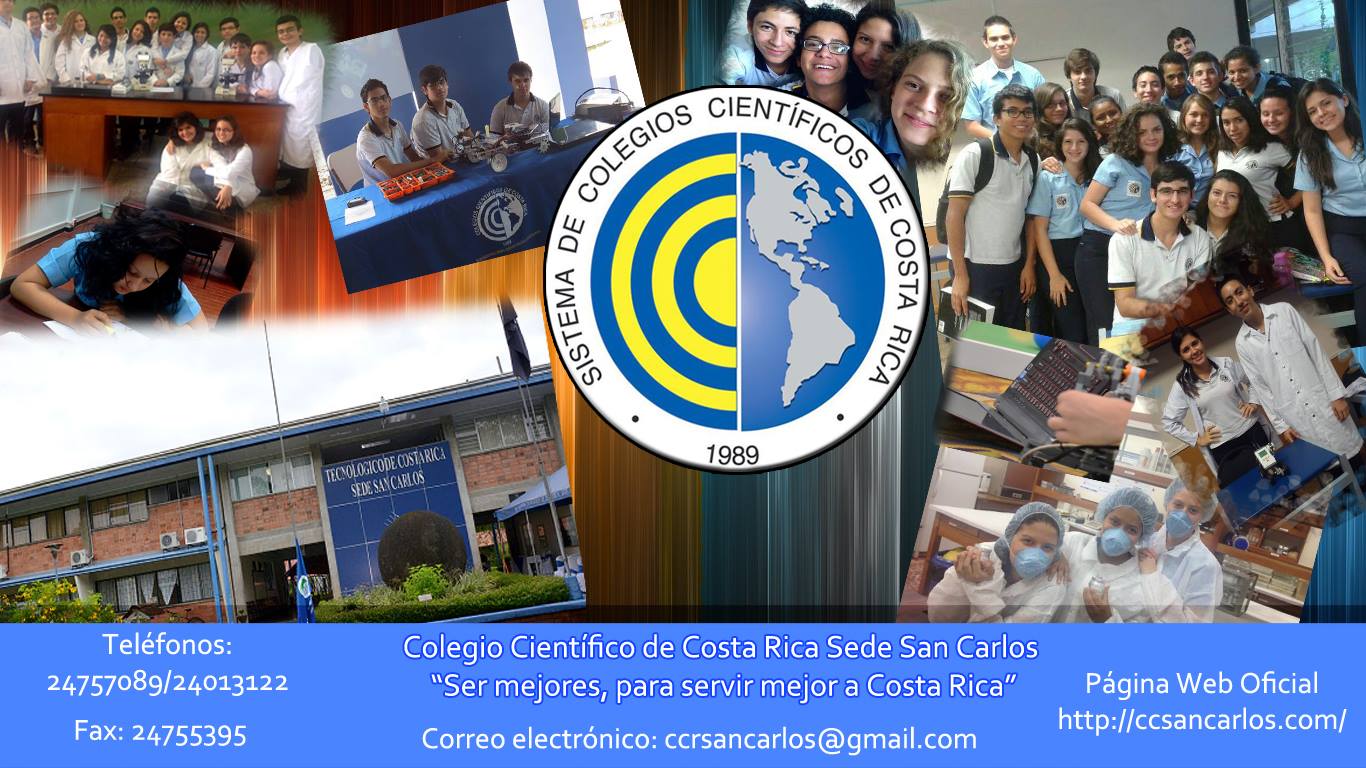 SISTEMA DE COLEGIOS CIENTÍFICOS DE COSTA RICA
1989
TECNOLOGICO DE COSTA RICA
SEDE SAN CARLOS
Teléfonos:
24757089/24013122
Fax: 24755395
Colegio Científico de Costa Rica Sede San Carlos
“Ser mejores, para servir mejor a Costa Rica”
Correo electrónico: ccrsancarlos@gmail.com
Página Web Oficial
http://ccsancarlos.com/